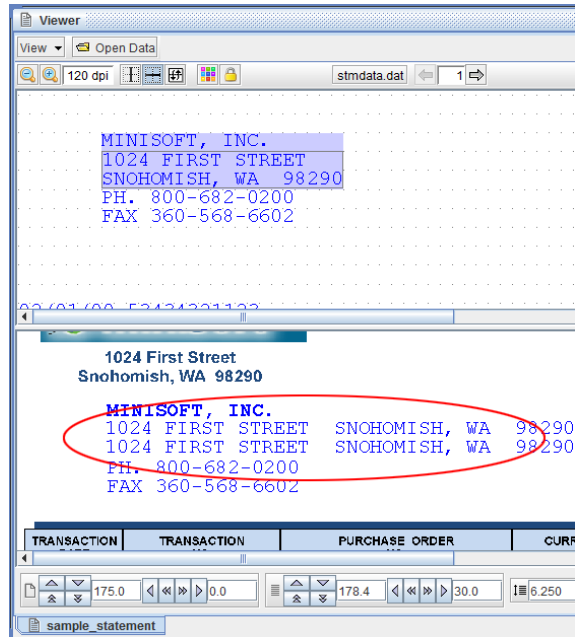 Viewer
View Open Data
120 dpi stmdata.dat 1
MINISOFT, INC.
1024 FIRST STREET
SNOHOMISH, WA 98290
PH. 800-682-0200
FAX 360-568-6602
1024 First Street
Snohomish, WA 98290
MINISOFT, INC.
1024 FIRST STREET SNOHOMISH, WA 98290
1024 FIRST STREET SNOHOMISH, WA 98290
PH. 800-682-0200
FAX 360-568-6602
TRANSACTION TRANSACTION PURCHASE ORDER CURR
175.0 0.0 178.4 30.0 6.250
sample_statement